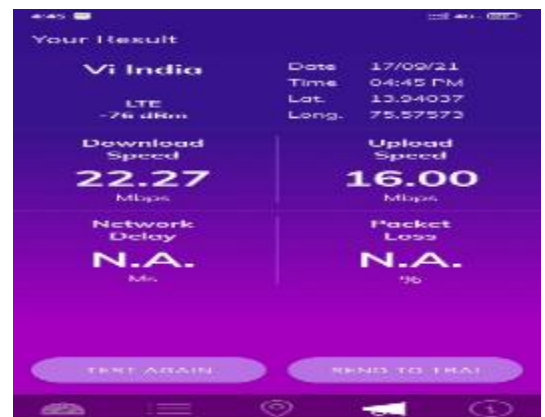 4:45
Your Result
Vi India
LTE
-76 dBm
Date 17/09/21
Time 04:45 PM
Lat. 13.94037
Long. 75.57573
Download Speed
22.27
Mbps
Upload Speed
16.00
Mbps
Network Delay
N.A.
Ms
Packet Loss
N.A.
%
TEST AGAIN
SEND TO TRAI